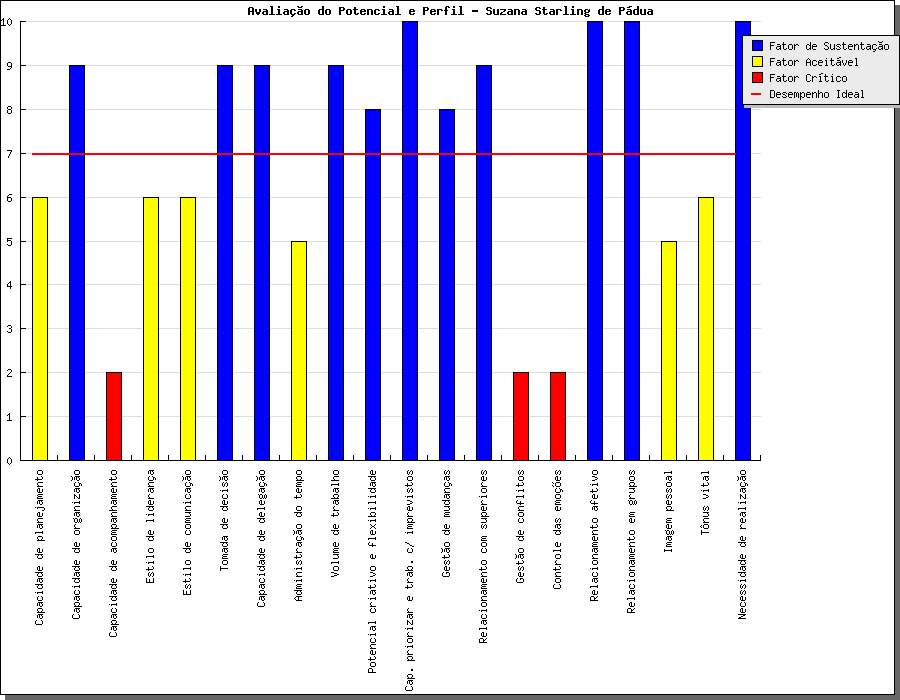 Avaliação do Potencial e Perfil - Suzana Starling de Pádua
Fator de Sustentação
Fator Aceitável
Fator Crítico
Desempenho Ideal
10
9
8
7
6
5
4
3
2
1
0
Capacidade de planejamento
Capacidade de organização
Capacidade de acompanhamento
Estilo de liderança
Estilo de comunicação
Tomada de decisão
Capacidade de delegação
Administração do tempo
Volume de trabalho
Potencial criativo e flexibilidade
Cap. priorizar e trab. c/ imprevistos
Gestão de mudanças
Relacionamento com superiores
Gestão de conflitos
Controle das emoções
Relacionamento afetivo
Relacionamento em grupos
Imagem pessoal
Tônus vital
Necessidade de realização